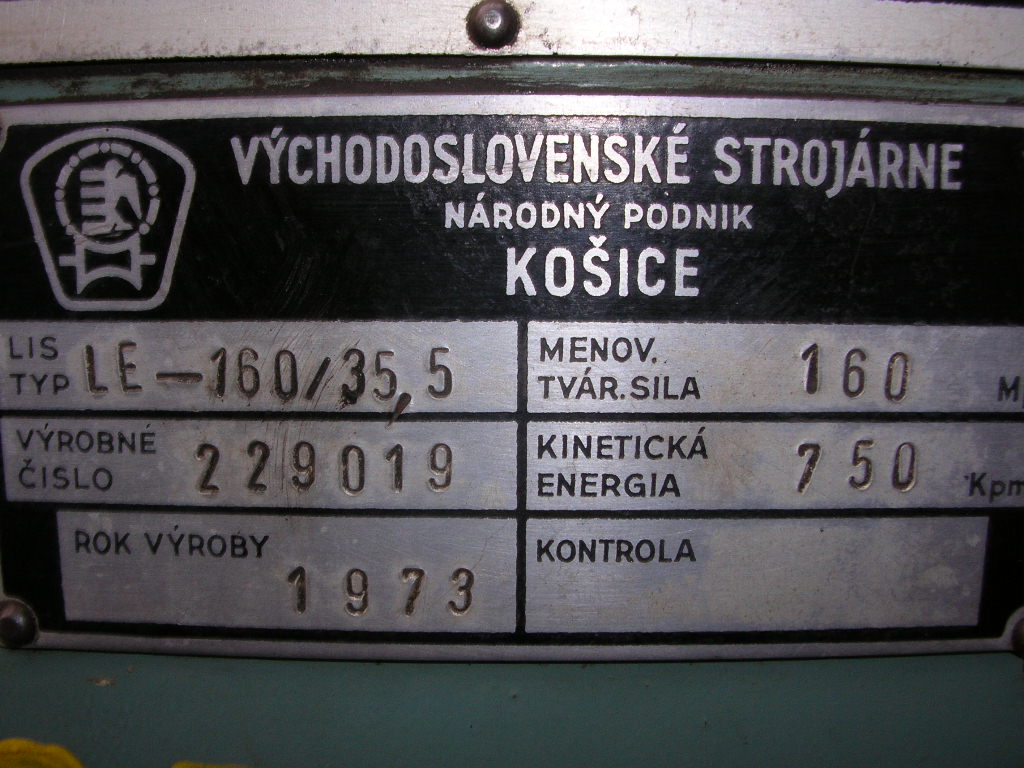 VÝCHODOSLOVENSKÉ STROJÁRNE
NÁRODNÝ PODNIK
KOŠICE
LIS
TYP LE-160/35,5
MENOV.
TVÁR. SILA 160 M
VÝROBNÉ
ČISLO 229019
KINETICKÁ
ENERGIA 750 Kpm
ROK VÝROBY
1973
KONTROLA